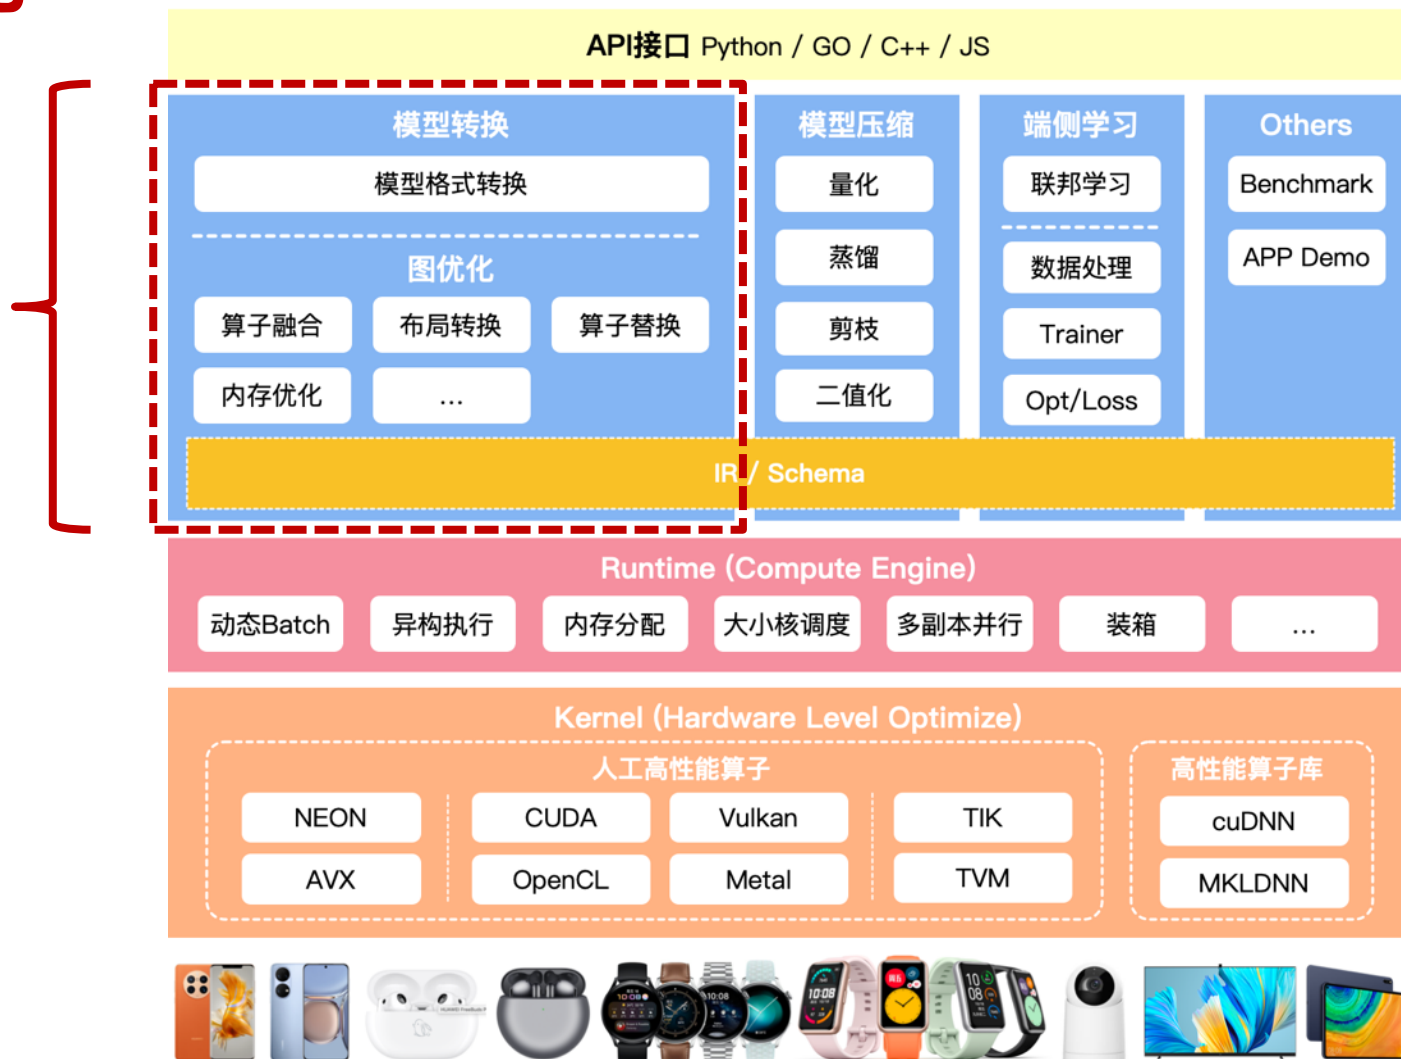 API接口 Python / GO / C++ / JS
模型转换
模型格式转换
图优化
算子融合 布局转换 算子替换
内存优化 ...
模型压缩
量化
蒸馏
剪枝
二值化
端侧学习
联邦学习
数据处理
Trainer
Opt/Loss
Others
Benchmark
APP Demo
IR / Schema
Runtime (Compute Engine)
动态Batch 异构执行 内存分配 大小核调度 多副本并行 装箱 ...
Kernel (Hardware Level Optimize)
人工高性能算子
NEON CUDA Vulkan TIK
AVX OpenCL Metal TVM
高性能算子库
cuDNN
MKLDNN